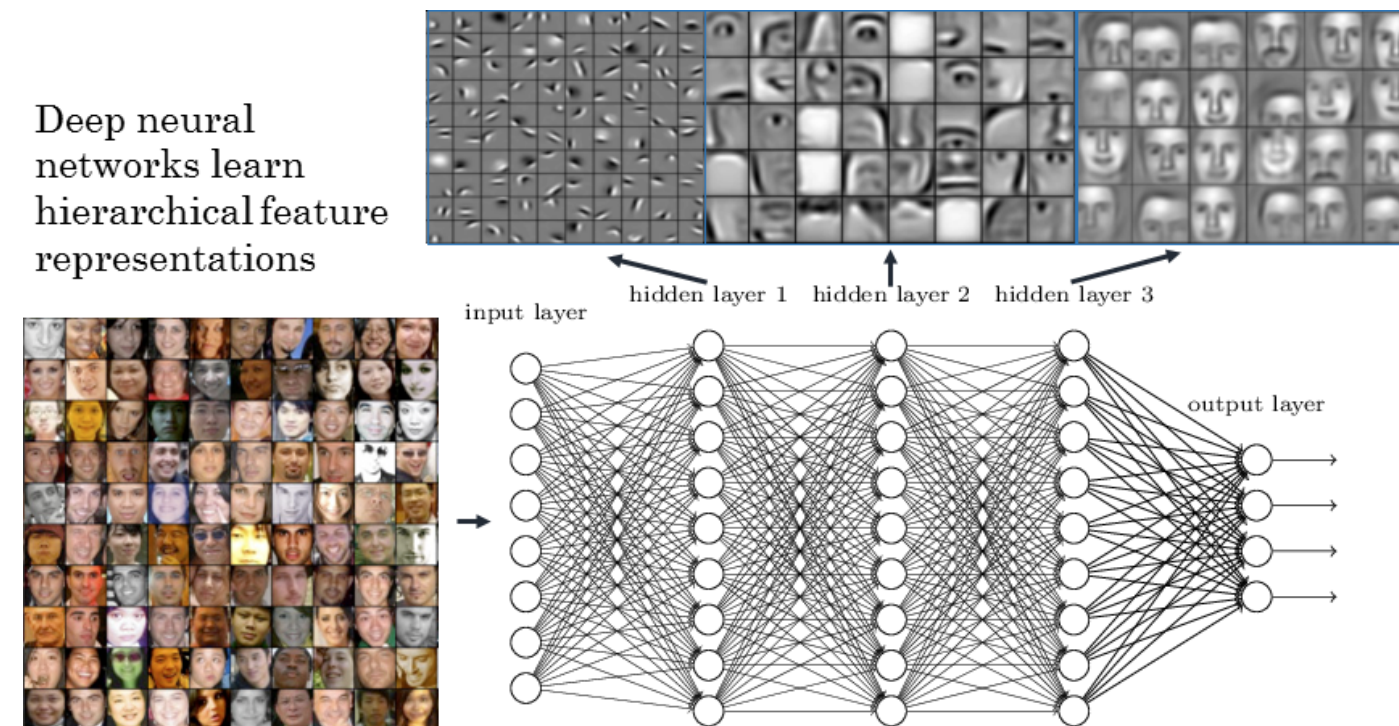 Deep neural
networks learn
hierarchical feature
representations
hidden layer 1
hidden layer 2
hidden layer 3
input layer
output layer